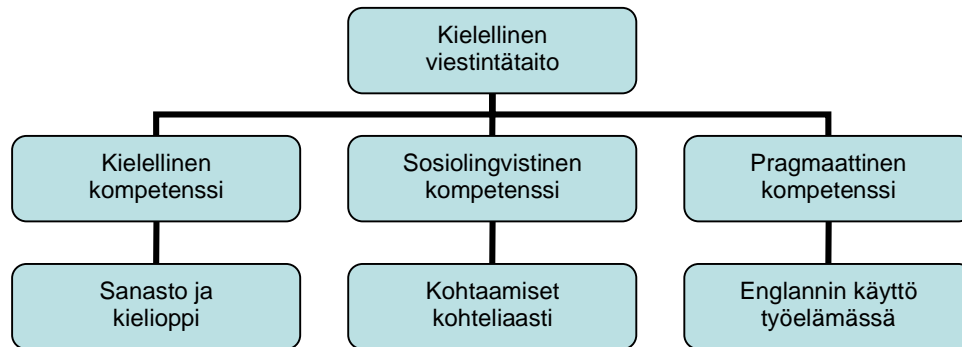 Kielellinen
viestintätaito
Kielellinen
kompetenssi
Sosiolingvistinen
kompetenssi
Pragmaattinen
kompetenssi
Sanasto ja
kielioppi
Kohtaamiset
kohteliaasti
Englannin käyttö
työelämässä